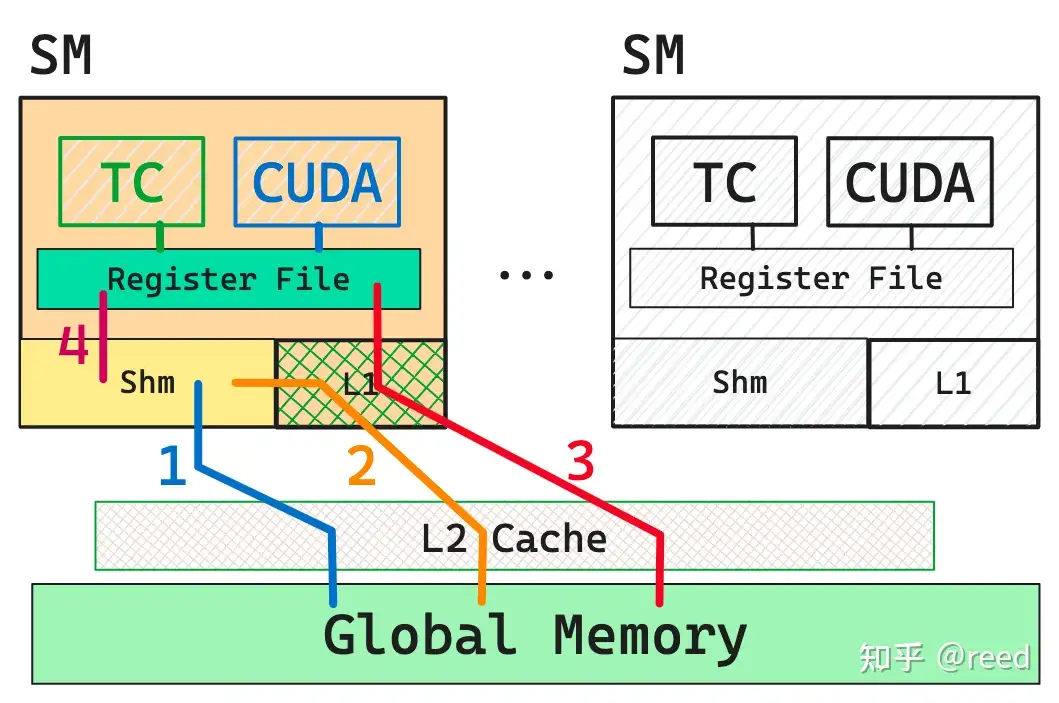 SM
SM
TC
CUDA
TC
CUDA
Register File
...
Register File
4
Shm
L1
Shm
L1
1
2
3
L2 Cache
Global Memory
知乎 @reed